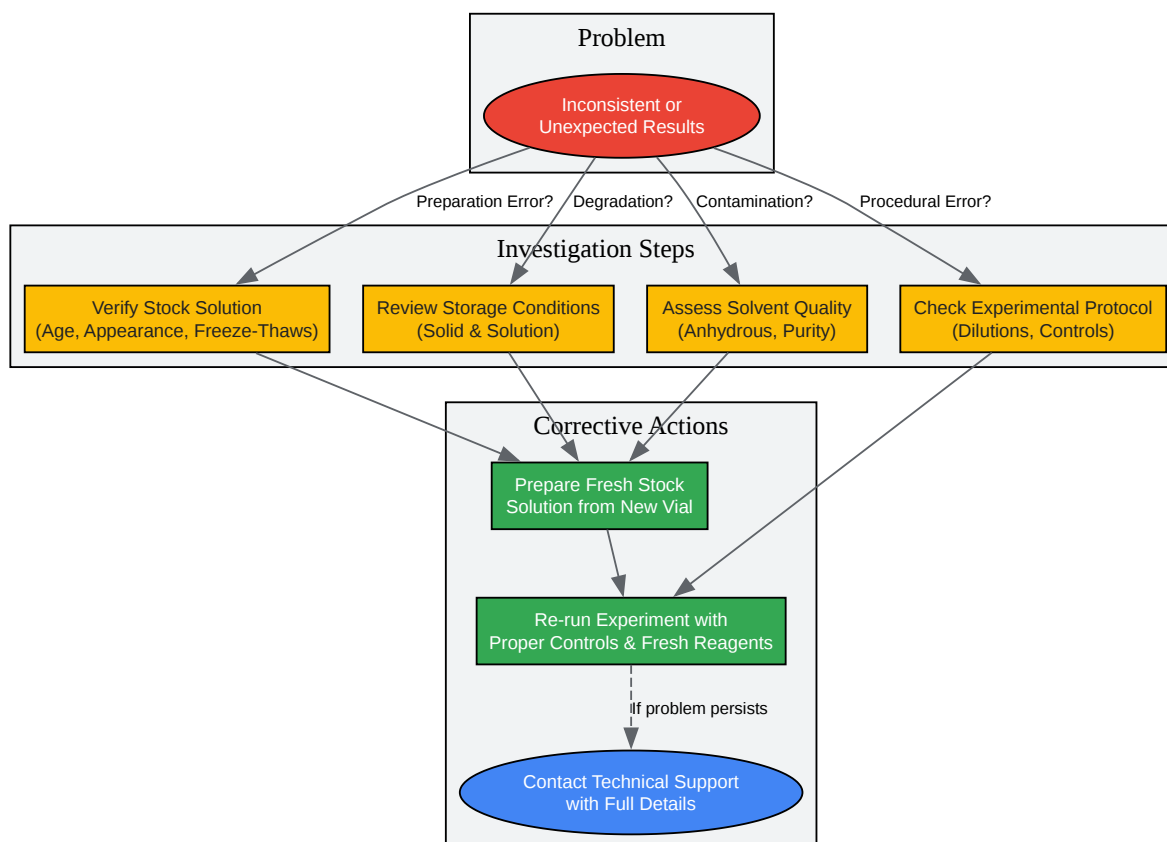 Problem
Inconsistent or
Unexpected Results
Preparation Error?
Degradation?
Contamination?
Procedural Error?
Investigation Steps
Verify Stock Solution
(Age, Appearance, Freeze-Thaws)
Review Storage Conditions
(Solid & Solution)
Assess Solvent Quality
(Anhydrous, Purity)
Check Experimental Protocol
(Dilutions, Controls)
Corrective Actions
Prepare Fresh Stock
Solution from New Vial
Re-run Experiment with
Proper Controls & Fresh Reagents
If problem persists
Contact Technical Support
with Full Details